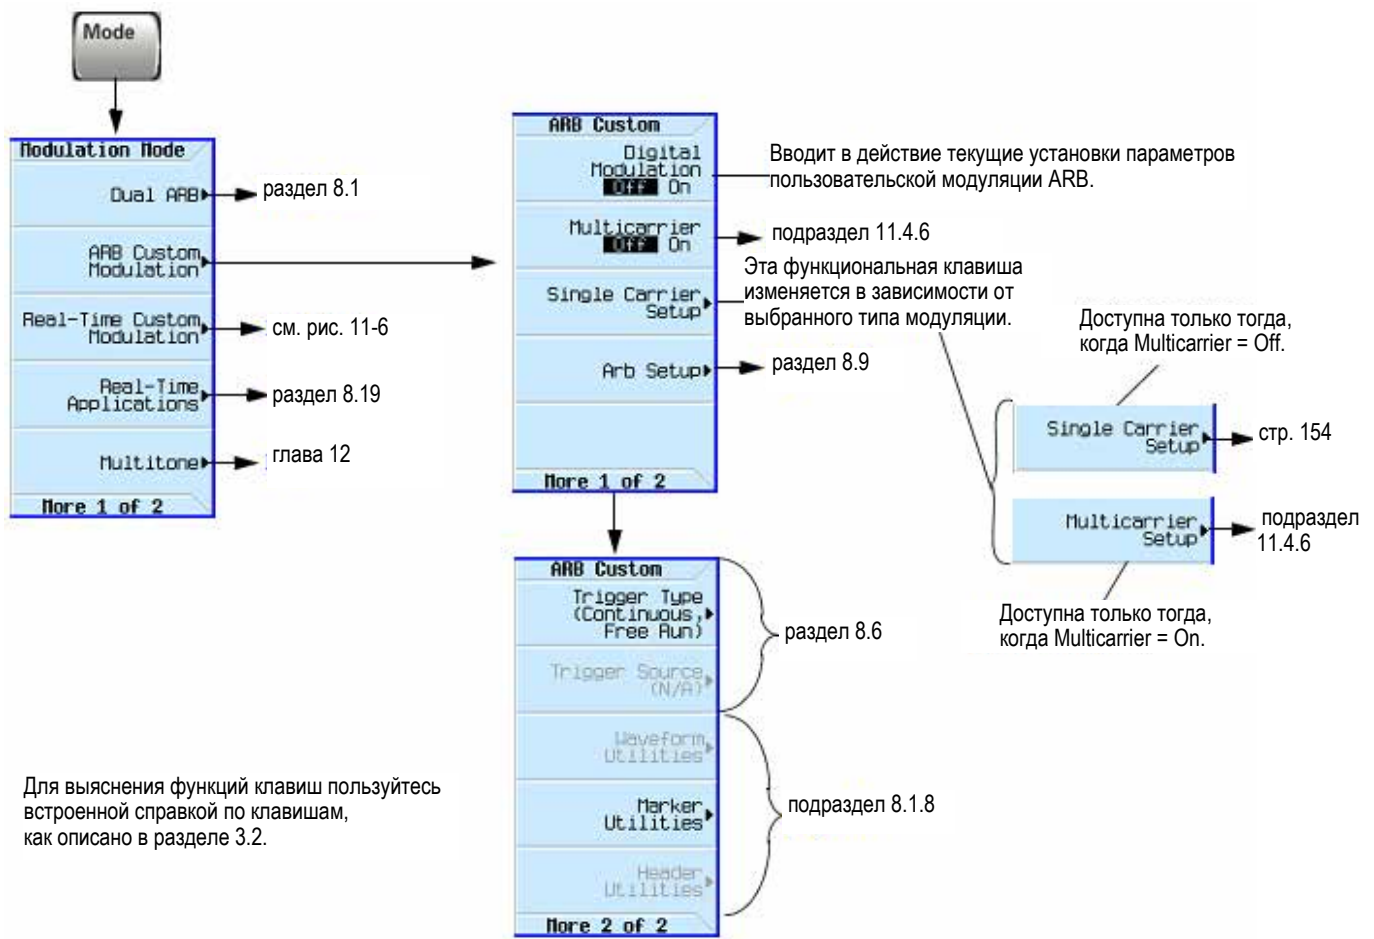 Mode
Modulation Mode
Dual ARB
раздел 8.1
ARB Custom
Modulation
Real-Time Custom
Modulation
см. рис. 11-6
Real-Time
Applications
раздел 8.19
Multitone
глава 12
More 1 of 2
ARB Custom
Digital
Modulation
Off On
Вводит в действие текущие установки параметров
пользовательской модуляции ARB.
Multicarrier
Off On
подраздел 11.4.6
Single Carrier
Setup
Эта функциональная клавиша
изменяется в зависимости от
выбранного типа модуляции.
Arb Setup
раздел 8.9
More 1 of 2
Доступна только тогда,
когда Multicarrier = Off.
Single Carrier
Setup
стр. 154
Multicarrier
Setup
подраздел
11.4.6
Доступна только тогда,
когда Multicarrier = On.
ARB Custom
Trigger Type
(Continuous,
Free Run)
Trigger Source
(N/A)
раздел 8.6
Waveform
Utilities
Marker
Utilities
Header
Utilities
подраздел 8.1.8
More 2 of 2
Для выяснения функций клавиш пользуйтесь
встроенной справкой по клавишам,
как описано в разделе 3.2.